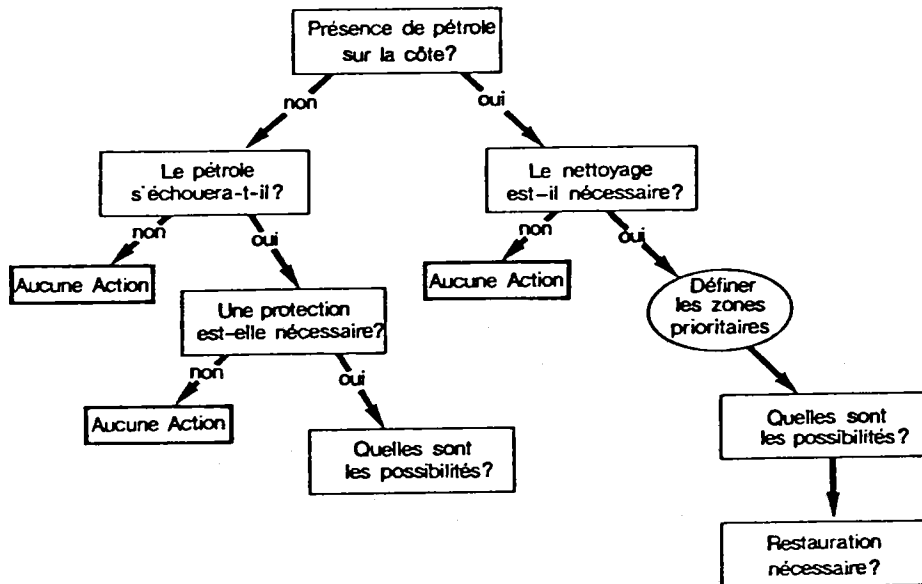 Présence de pétrole
sur la côte?
non
oui
Le pétrole
s'échouera-t-il?
Le nettoyage
est-il nécessaire?
non
oui
non
oui
Aucune Action
Aucune Action
Définer
les zones
prioritaires
Une protection
est-elle nécessaire?
non
oui
Aucune Action
Quelles sont
les possibilités?
Quelles sont
les possibilités?
Restauration
nécessaire?